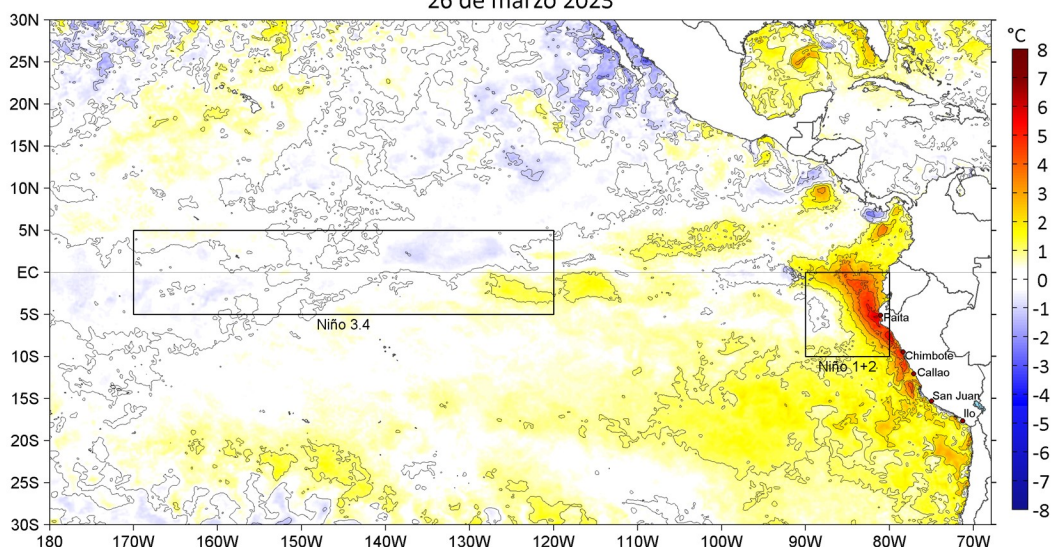 26 de marzo 2023
°C
30N
25N
20N
15N
10N
5N
EC
5S
10S
15S
20S
25S
30S
8
7
6
5
4
3
2
1
0
-1
-2
-3
-4
-5
-6
-7
-8
Niño 3.4
Niño 1+2
Paita
Chimbote
Callao
San Juan
Ilo
180
170W
160W
150W
140W
130W
120W
110W
100W
90W
80W
70W